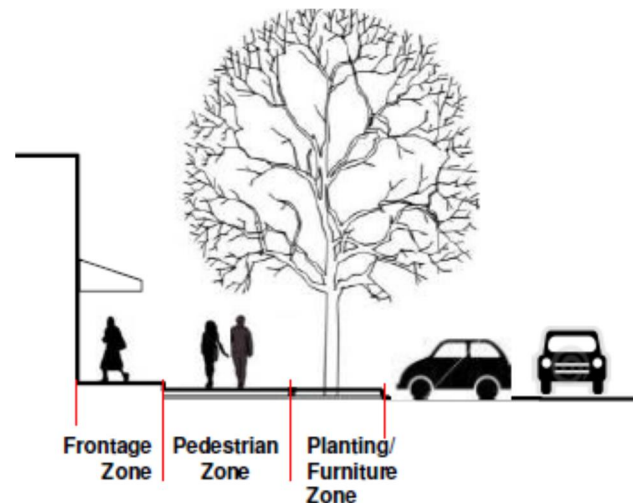 Frontage
Zone
Pedestrian
Zone
Planting/
Furniture
Zone